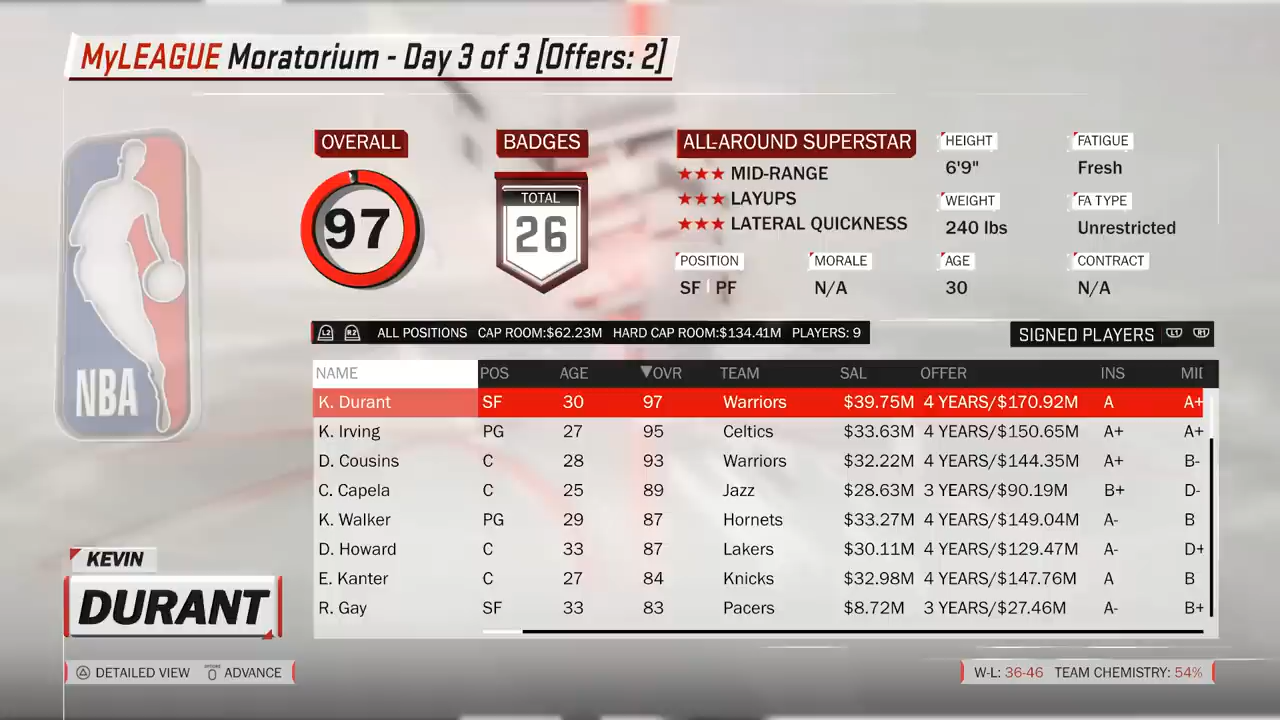 MyLEAGUE Moratorium - Day 3 of 3 [Offers: 2]
OVERALL
97
BADGES
TOTAL
26
ALL-AROUND SUPERSTAR
★★★ MID-RANGE
★★★ LAYUPS
★★★ LATERAL QUICKNESS
POSITION MORALE
SF PF N/A
HEIGHT FATIGUE
6'9" Fresh
WEIGHT FA TYPE
240 lbs Unrestricted
AGE CONTRACT
30 N/A
NBA
L2 R2 ALL POSITIONS CAP ROOM:$62.23M HARD CAP ROOM:$134.41M PLAYERS: 9
SIGNED PLAYERS L1 R1
NAME POS AGE ▼OVR TEAM SAL OFFER INS MII
K. Durant SF 30 97 Warriors $39.75M 4 YEARS/$170.92M A A+
K. Irving PG 27 95 Celtics $33.63M 4 YEARS/$150.65M A+ A+
D. Cousins C 28 93 Warriors $32.22M 4 YEARS/$144.35M A+ B-
C. Capela C 25 89 Jazz $28.63M 3 YEARS/$90.19M B+ D-
K. Walker PG 29 87 Hornets $33.27M 4 YEARS/$149.04M A- B
D. Howard C 33 87 Lakers $30.11M 4 YEARS/$129.47M A- D+
E. Kanter C 27 84 Knicks $32.98M 4 YEARS/$147.76M A B
R. Gay SF 33 83 Pacers $8.72M 3 YEARS/$27.46M A- B+
KEVIN
DURANT
DETAILED VIEW OPTIONS ADVANCE
W-L: 36-46 TEAM CHEMISTRY: 54%